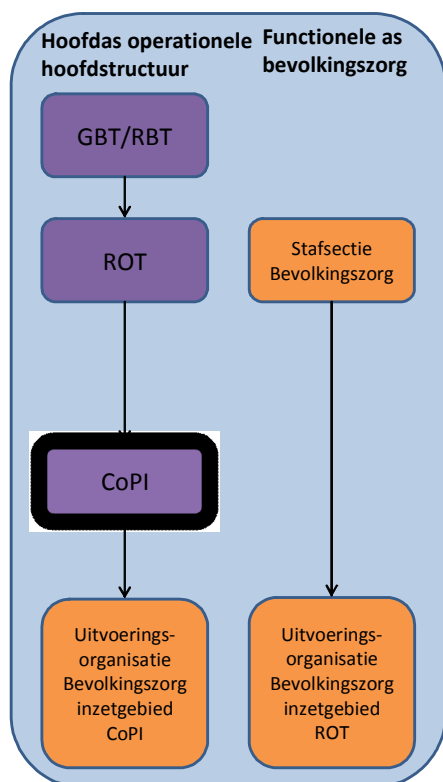 Hoofdas operationele
hoofdstructuur
Functionele as
bevolkingszorg
GBT/RBT
ROT
Stafsectie
Bevolkingszorg
CoPI
Uitvoerings-
organisatie
Bevolkingszorg
inzetgebied
CoPI
Uitvoerings-
organisatie
Bevolkingszorg
inzetgebied
ROT